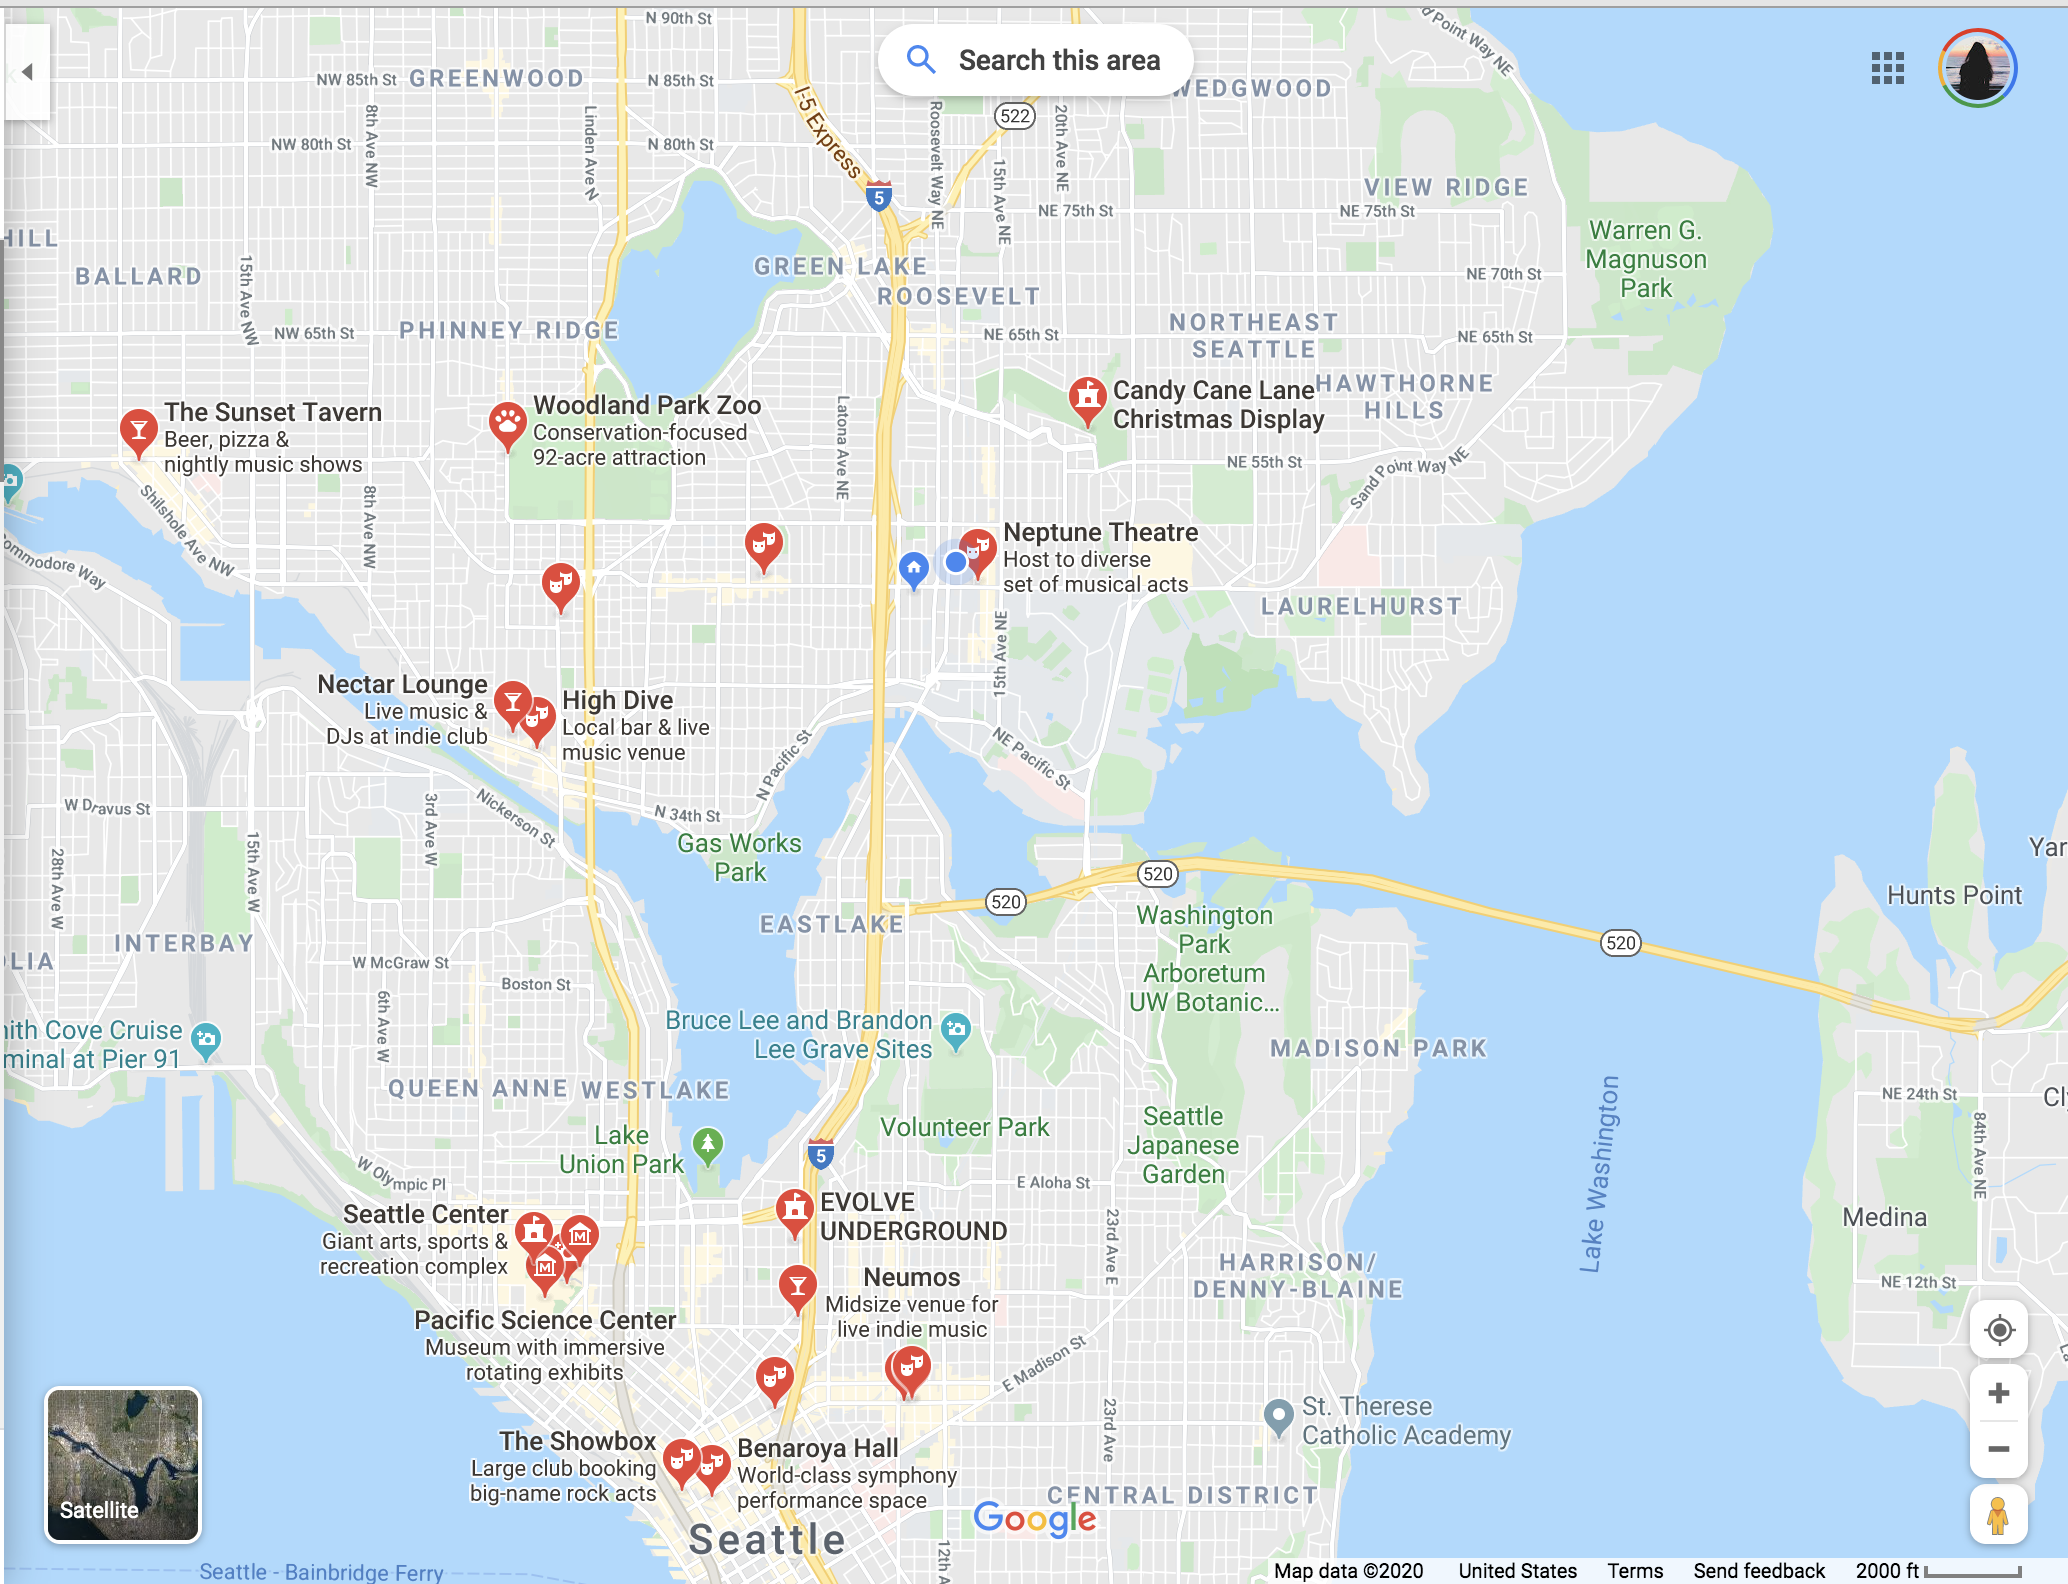 N 90th St
Search this area
Sand Point Way NE
NW 85th St
GREENWOOD
N 85th St
WEDGWOOD
I-5 Express
522
8th Ave NW
Linden Ave N
Roosevelt Way NE
20th Ave NE
NW 80th St
N 80th St
15th Ave NE
5
VIEW RIDGE
NE 75th St
NE 75th St
Warren G.
Magnuson
Park
HILL
BALLARD
15th Ave NW
GREEN LAKE
ROOSEVELT
NE 70th St
NW 65th St
PHINNEY RIDGE
NE 65th St
NORTHEAST
SEATTLE
NE 65th St
HAWTHORNE
HILLS
Candy Cane Lane
Christmas Display
The Sunset Tavern
Beer, pizza &
nightly music shows
Woodland Park Zoo
Conservation-focused
92-acre attraction
Latona Ave NE
NE 55th St
Sand Point Way NE
Shilshole Ave NW
8th Ave NW
ommodore Way
Neptune Theatre
Host to diverse
set of musical acts
LAURELHURST
15th Ave NE
Nectar Lounge
Live music &
DJs at indie club
High Dive
Local bar & live
music venue
N Pacific St
NE Pacific St
W Dravus St
3rd Ave W
Nickerson St
N 34th St
Gas Works
Park
28th Ave W
15th Ave W
520
520
520
Yar
Hunts Point
EASTLAKE
Washington
Park
Arboretum
UW Botanic...
INTERBAY
OLIA
W McGraw St
Boston St
6th Ave W
nith Cove Cruise
minal at Pier 91
Bruce Lee and Brandon
Lee Grave Sites
MADISON PARK
QUEEN ANNE
WESTLAKE
Lake Washington
NE 24th St
Cl
84th Ave NE
Volunteer Park
Seattle
Japanese
Garden
Lake
Union Park
5
W Olympic Pl
E Aloha St
Medina
Seattle Center
Giant arts, sports &
recreation complex
EVOLVE
UNDERGROUND
23rd Ave E
HARRISON/
DENNY-BLAINE
NE 12th St
Neumos
Midsize venue for
live indie music
Pacific Science Center
Museum with immersive
rotating exhibits
E Madison St
23rd Ave
St. Therese
Catholic Academy
The Showbox
Large club booking
big-name rock acts
Benaroya Hall
World-class symphony
performance space
CENTRAL DISTRICT
Satellite
Google
Seattle
12th A
Seattle - Bainbridge Ferry
Map data ©2020 United States Terms Send feedback 2000 ft